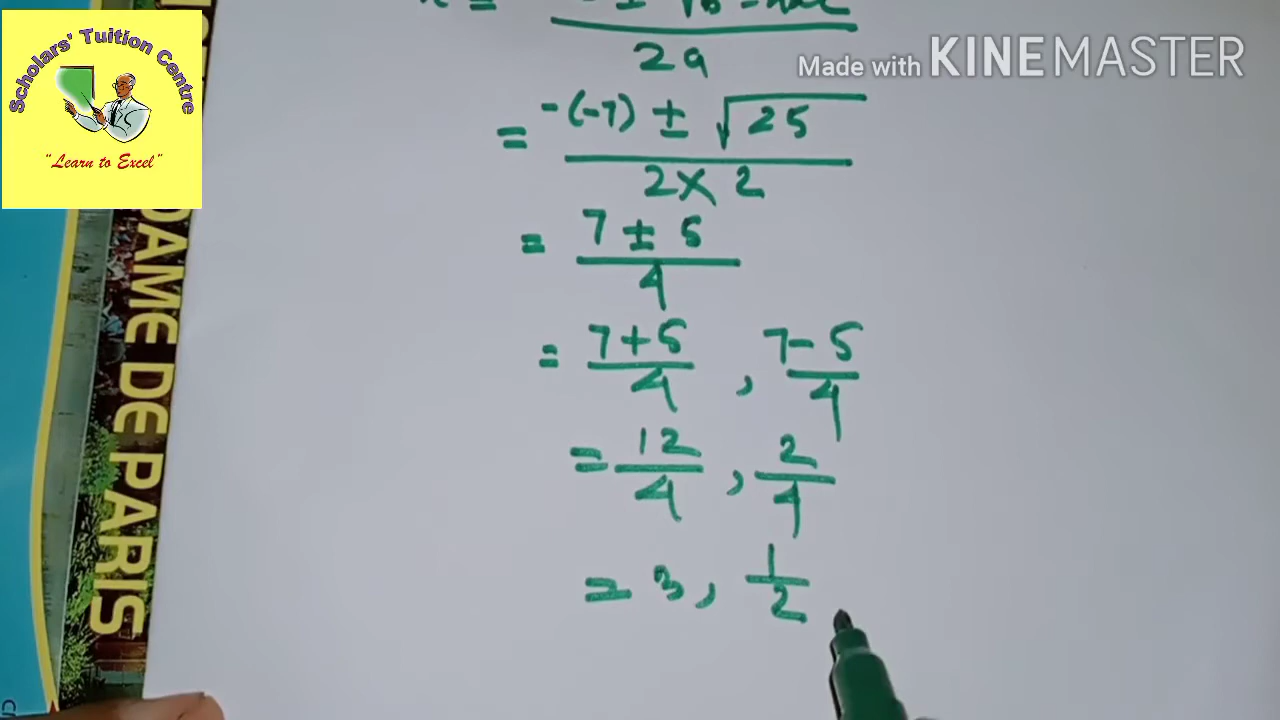 Scholars' Tuition Centre
"Learn to Excel"
Made with KINEMASTER
DAME DE PARIS
2a
= -(-7) ± √25
2 × 2
= 7 ± 5
4
= 7+5 , 7-5
4 4
= 12 , 2
4 4
= 3, 1
2